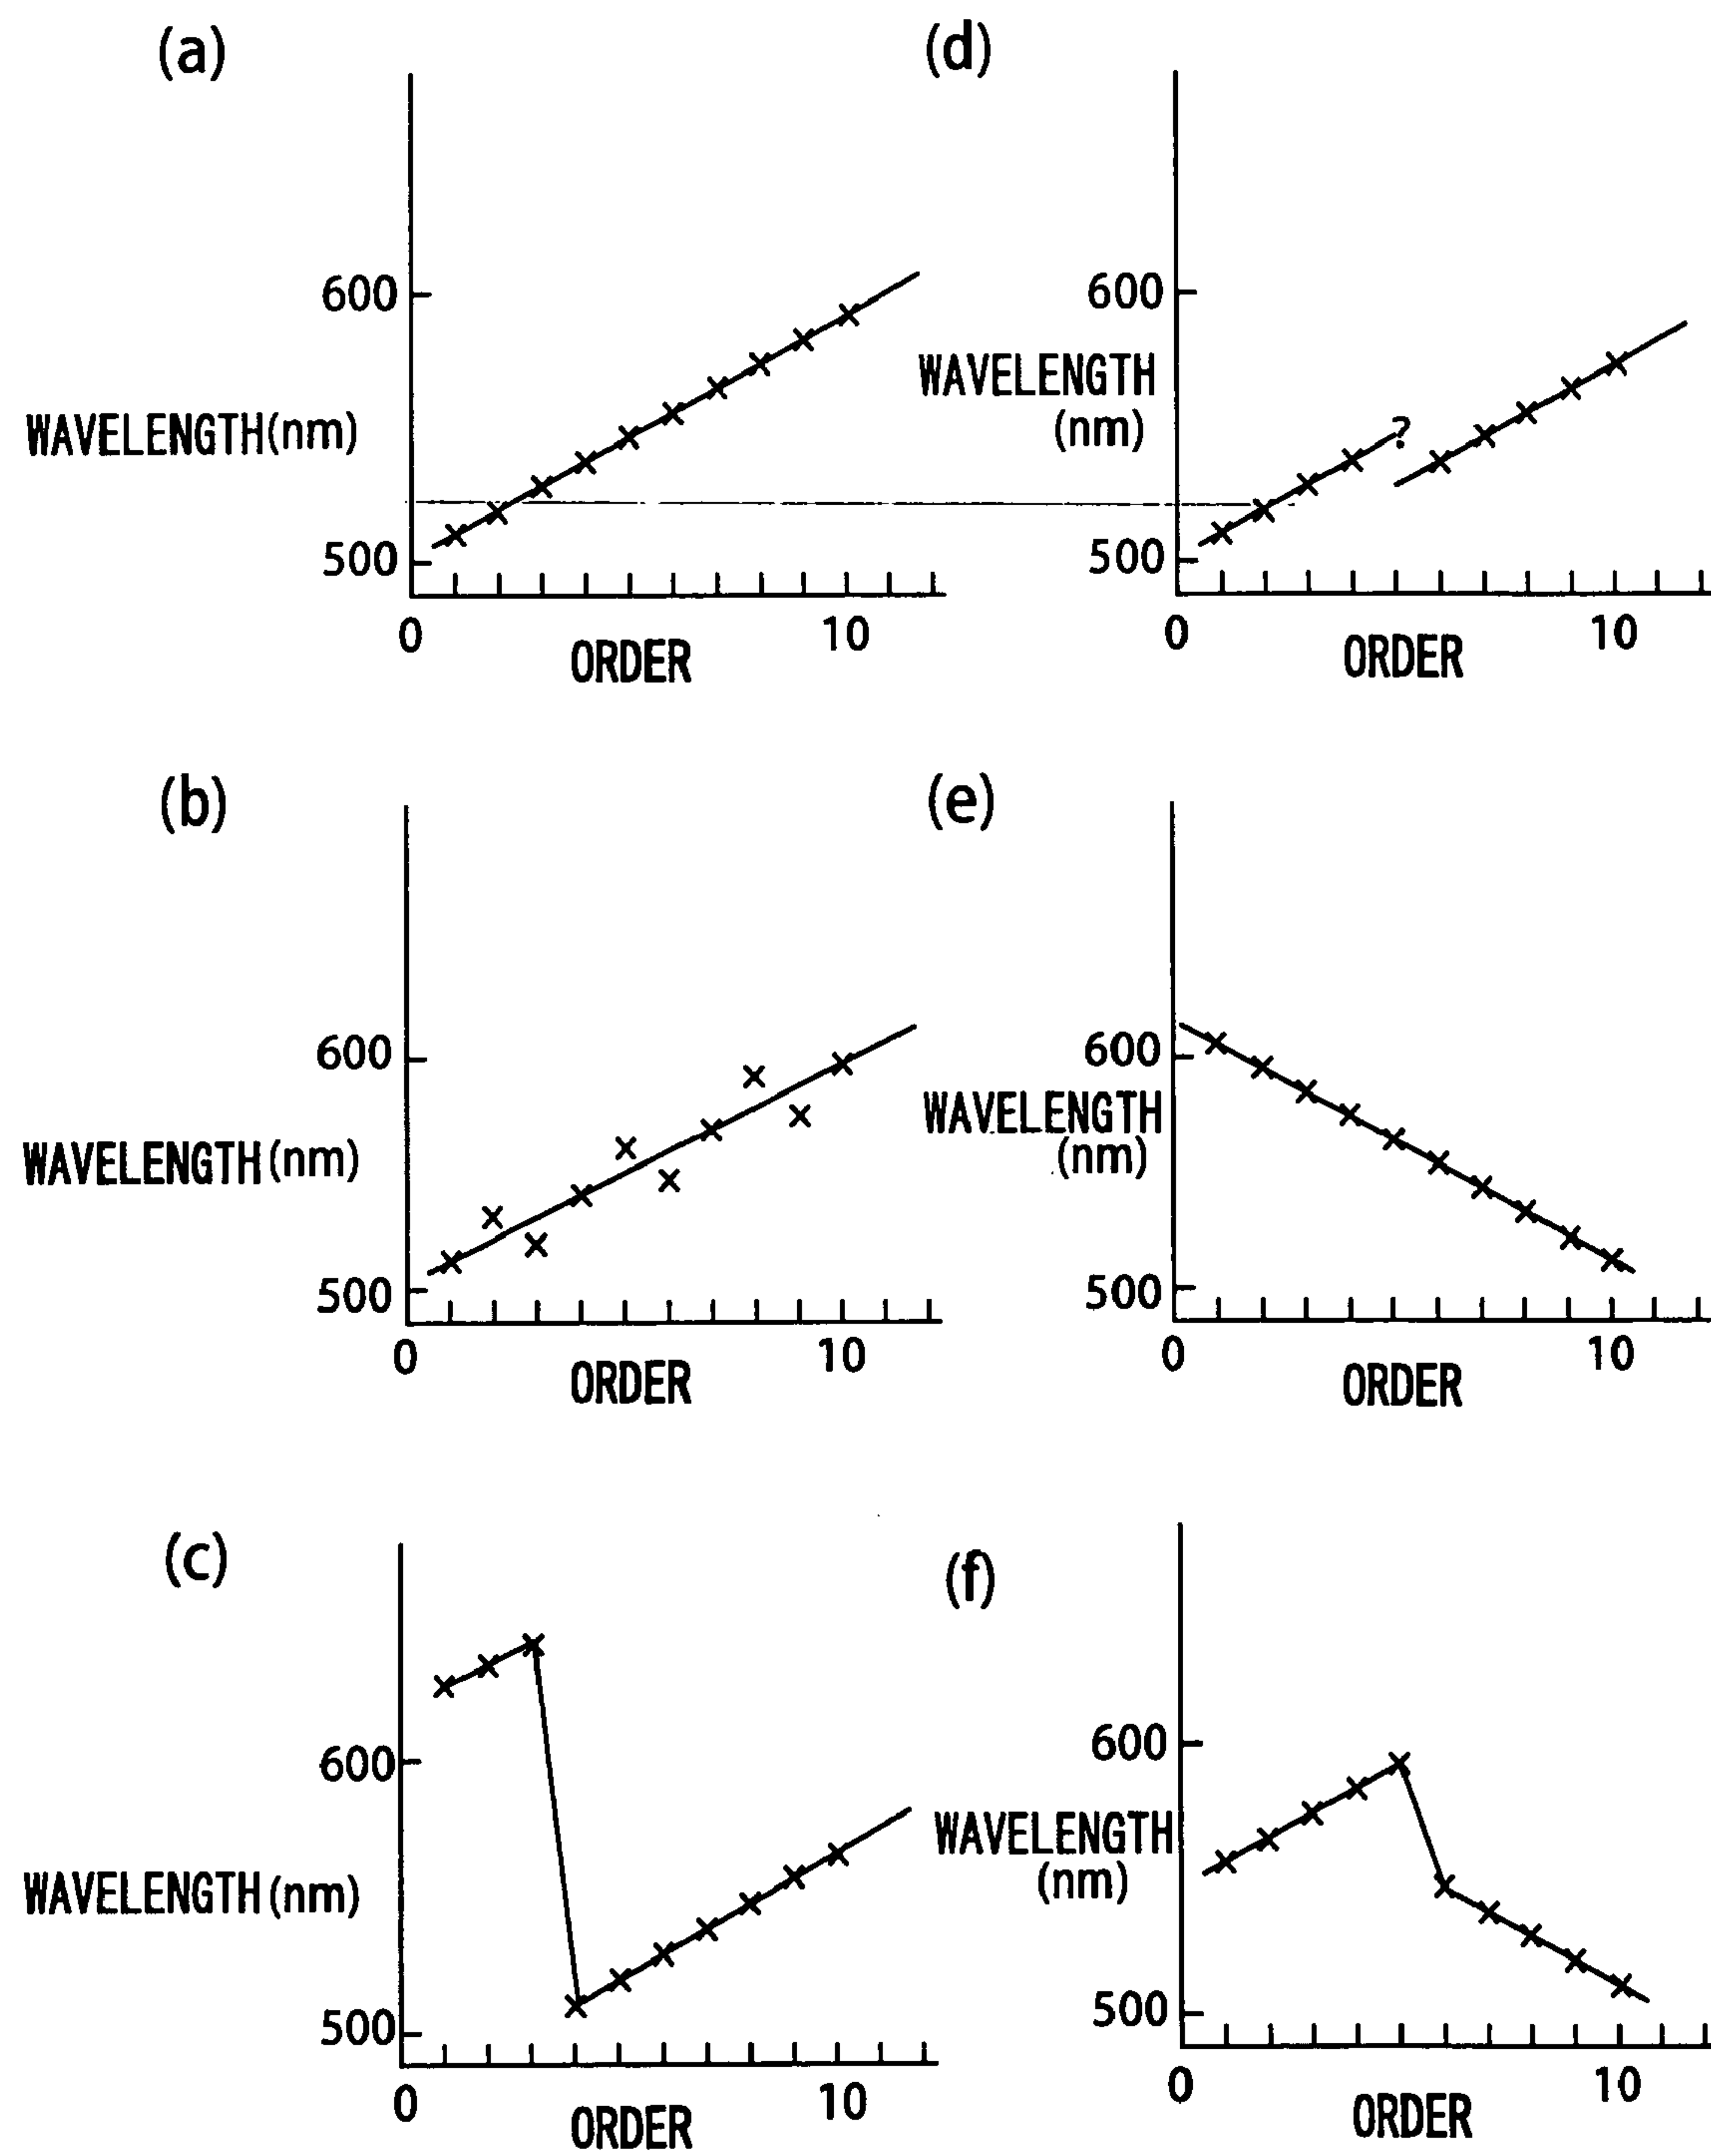 (a)
600
WAVELENGTH(nm)
500
0
10
ORDER
(d)
600
WAVELENGTH
(nm)
?
500
0
10
ORDER
(b)
600
WAVELENGTH(nm)
500
0
10
ORDER
(e)
600
WAVELENGTH
(nm)
500
0
10
ORDER
(c)
600
WAVELENGTH(nm)
500
0
10
ORDER
(f)
600
WAVELENGTH
(nm)
500
0
10
ORDER